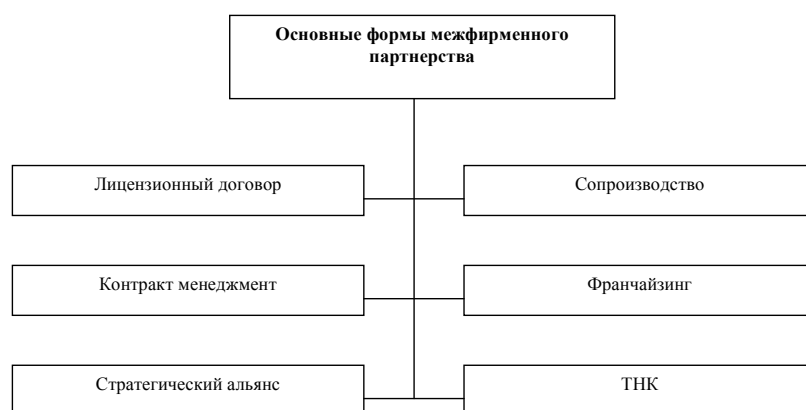 Основные формы межфирменного
партнерства
Лицензионный договор
Сопроизводство
Контракт менеджмент
Франчайзинг
Стратегический альянс
ТНК